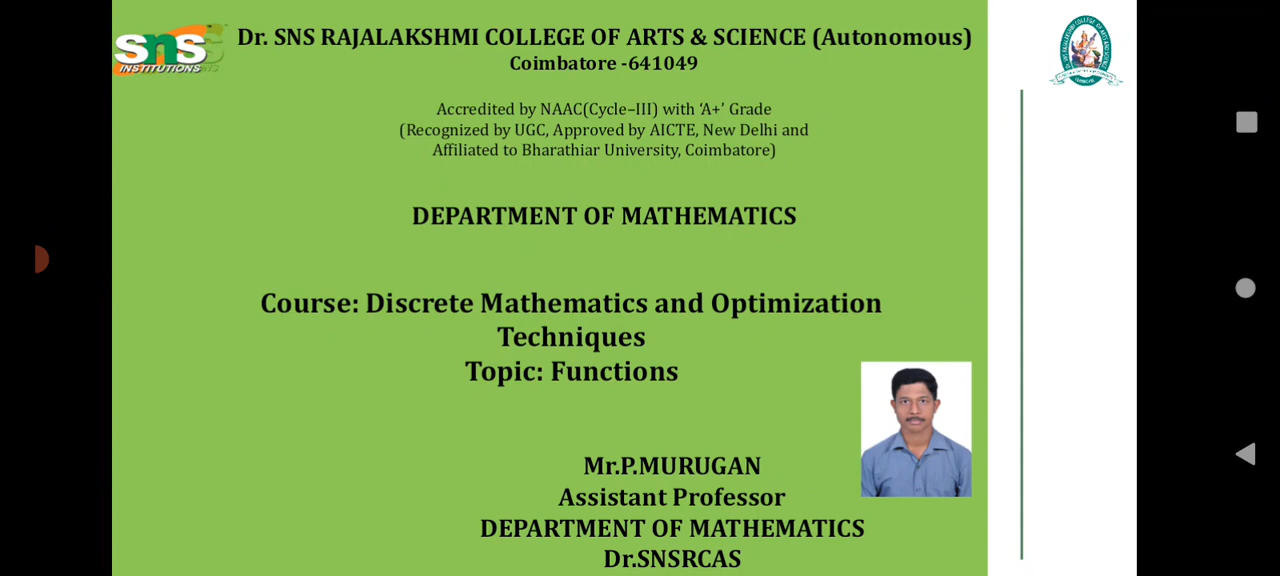 sns
INSTITUTIONS
Dr. SNS RAJALAKSHMI COLLEGE OF ARTS & SCIENCE (Autonomous)
Coimbatore -641049
Accredited by NAAC(Cycle–III) with ‘A+’ Grade
(Recognized by UGC, Approved by AICTE, New Delhi and
Affiliated to Bharathiar University, Coimbatore)
DEPARTMENT OF MATHEMATICS
Course: Discrete Mathematics and Optimization
Techniques
Topic: Functions
Mr.P.MURUGAN
Assistant Professor
DEPARTMENT OF MATHEMATICS
Dr.SNSRCAS